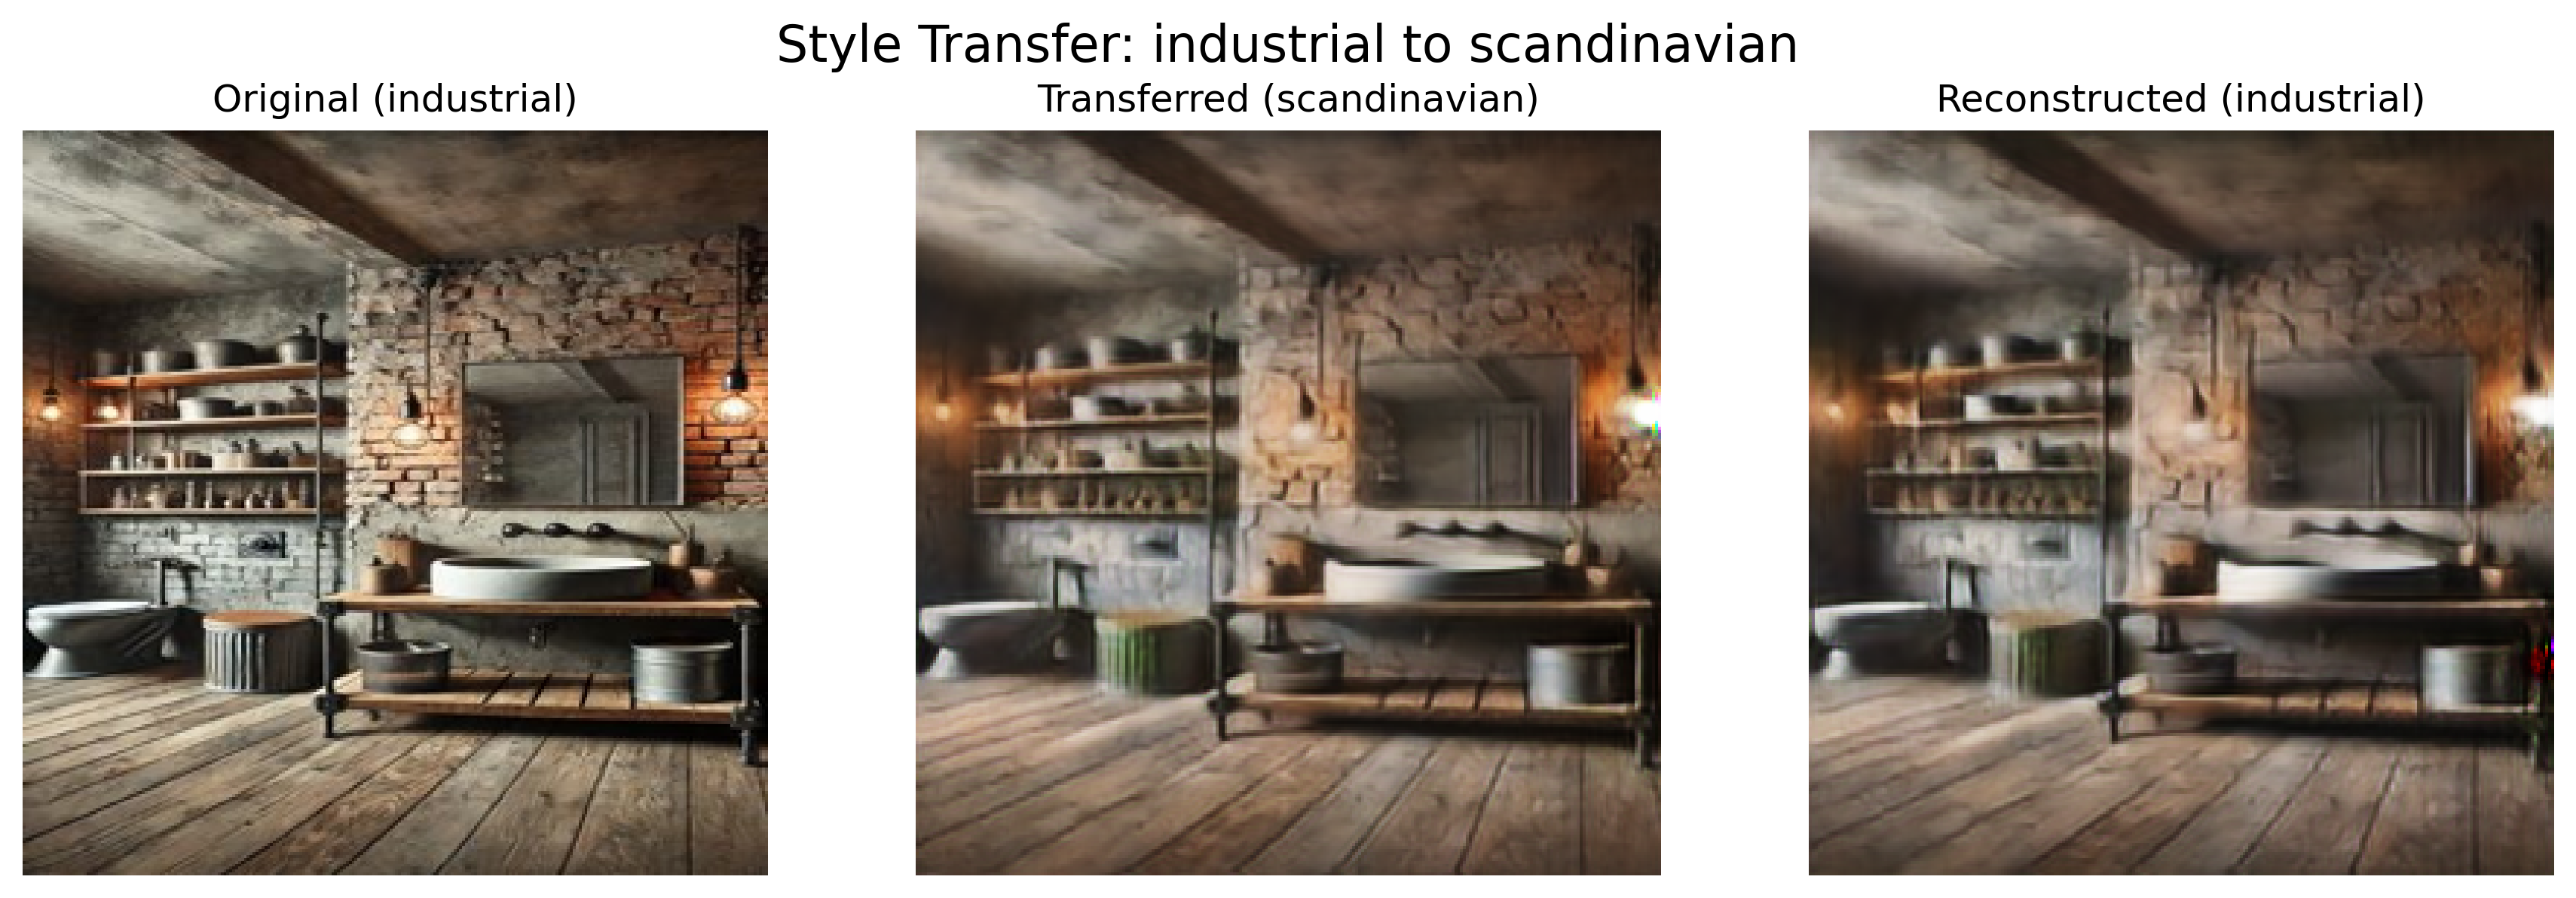 Style Transfer: industrial to scandinavian
Original (industrial)
Transferred (scandinavian)
Reconstructed (industrial)